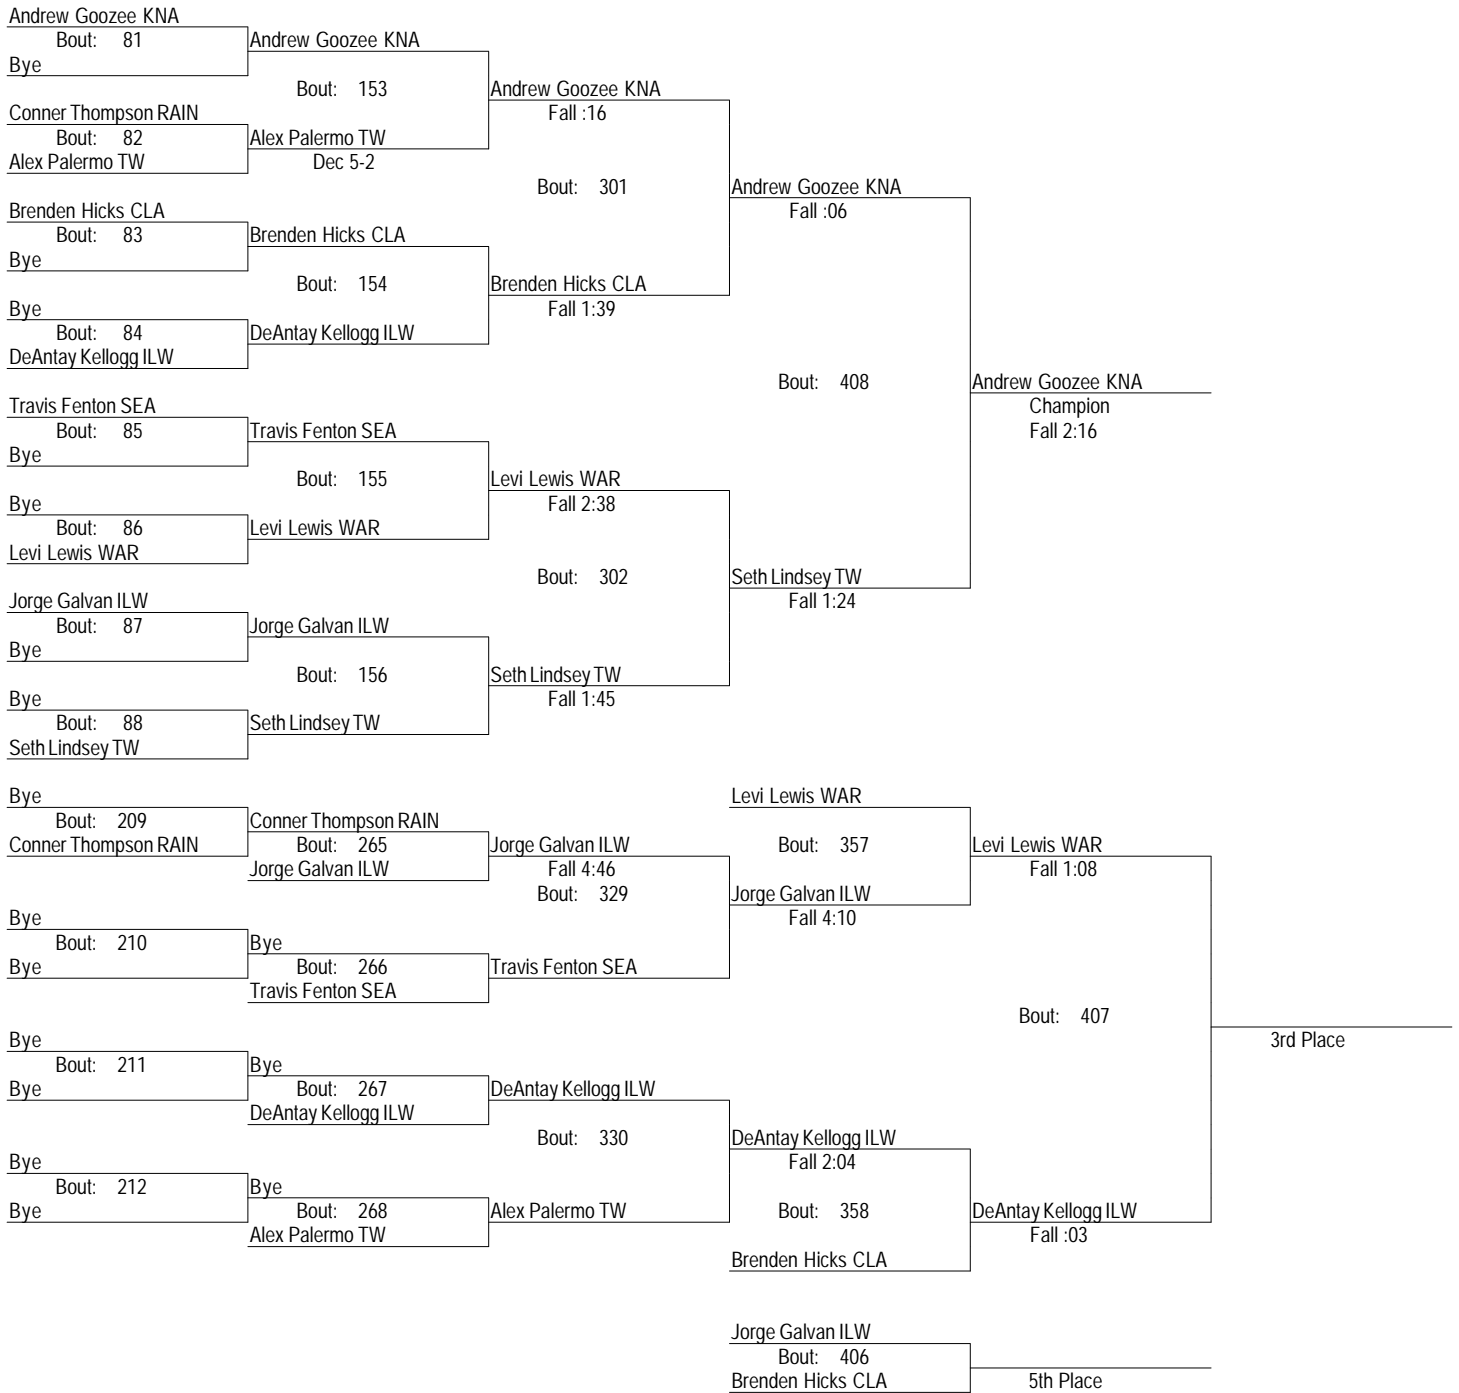 Andrew Goozee KNA
Bout: 81
Bye
Andrew Goozee KNA
Bout: 153
Andrew Goozee KNA
Fall :16
Conner Thompson RAIN
Bout: 82
Alex Palermo TW
Alex Palermo TW
Dec 5-2
Bout: 301
Andrew Goozee KNA
Fall :06
Brenden Hicks CLA
Bout: 83
Bye
Brenden Hicks CLA
Bout: 154
Brenden Hicks CLA
Fall 1:39
Bye
Bout: 84
DeAntay Kellogg ILW
DeAntay Kellogg ILW
Bout: 408
Andrew Goozee KNA
Champion
Fall 2:16
Travis Fenton SEA
Bout: 85
Bye
Travis Fenton SEA
Bout: 155
Levi Lewis WAR
Fall 2:38
Bye
Bout: 86
Levi Lewis WAR
Levi Lewis WAR
Bout: 302
Seth Lindsey TW
Fall 1:24
Jorge Galvan ILW
Bout: 87
Bye
Jorge Galvan ILW
Bout: 156
Seth Lindsey TW
Fall 1:45
Bye
Bout: 88
Seth Lindsey TW
Seth Lindsey TW
Bye
Bout: 209
Conner Thompson RAIN
Conner Thompson RAIN
Bout: 265
Jorge Galvan ILW
Jorge Galvan ILW
Fall 4:46
Bout: 329
Levi Lewis WAR
Bout: 357
Jorge Galvan ILW
Fall 4:10
Levi Lewis WAR
Fall 1:08
Bye
Bout: 210
Bye
Bye
Bout: 266
Travis Fenton SEA
Travis Fenton SEA
Bout: 407
3rd Place
Bye
Bout: 211
Bye
Bye
Bout: 267
DeAntay Kellogg ILW
DeAntay Kellogg ILW
Bout: 330
DeAntay Kellogg ILW
Fall 2:04
Bye
Bout: 212
Bye
Bye
Bout: 268
Alex Palermo TW
Alex Palermo TW
Bout: 358
Brenden Hicks CLA
DeAntay Kellogg ILW
Fall :03
Jorge Galvan ILW
Bout: 406
Brenden Hicks CLA
5th Place